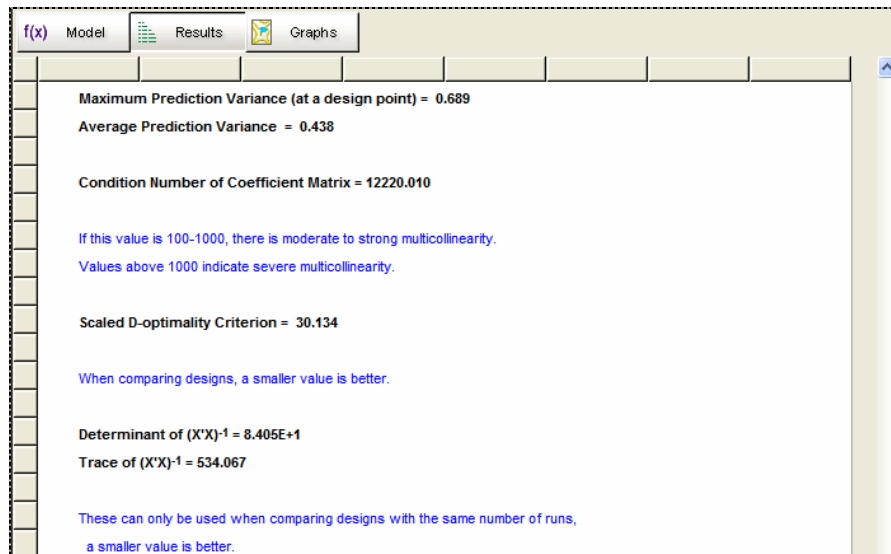 f(x) Model Results Graphs
Maximum Prediction Variance (at a design point) = 0.689
Average Prediction Variance = 0.438
Condition Number of Coefficient Matrix = 12220.010
If this value is 100-1000, there is moderate to strong multicollinearity.
Values above 1000 indicate severe multicollinearity.
Scaled D-optimality Criterion = 30.134
When comparing designs, a smaller value is better.
Determinant of (X'X)-1 = 8.405E+1
Trace of (X'X)-1 = 534.067
These can only be used when comparing designs with the same number of runs,
a smaller value is better.